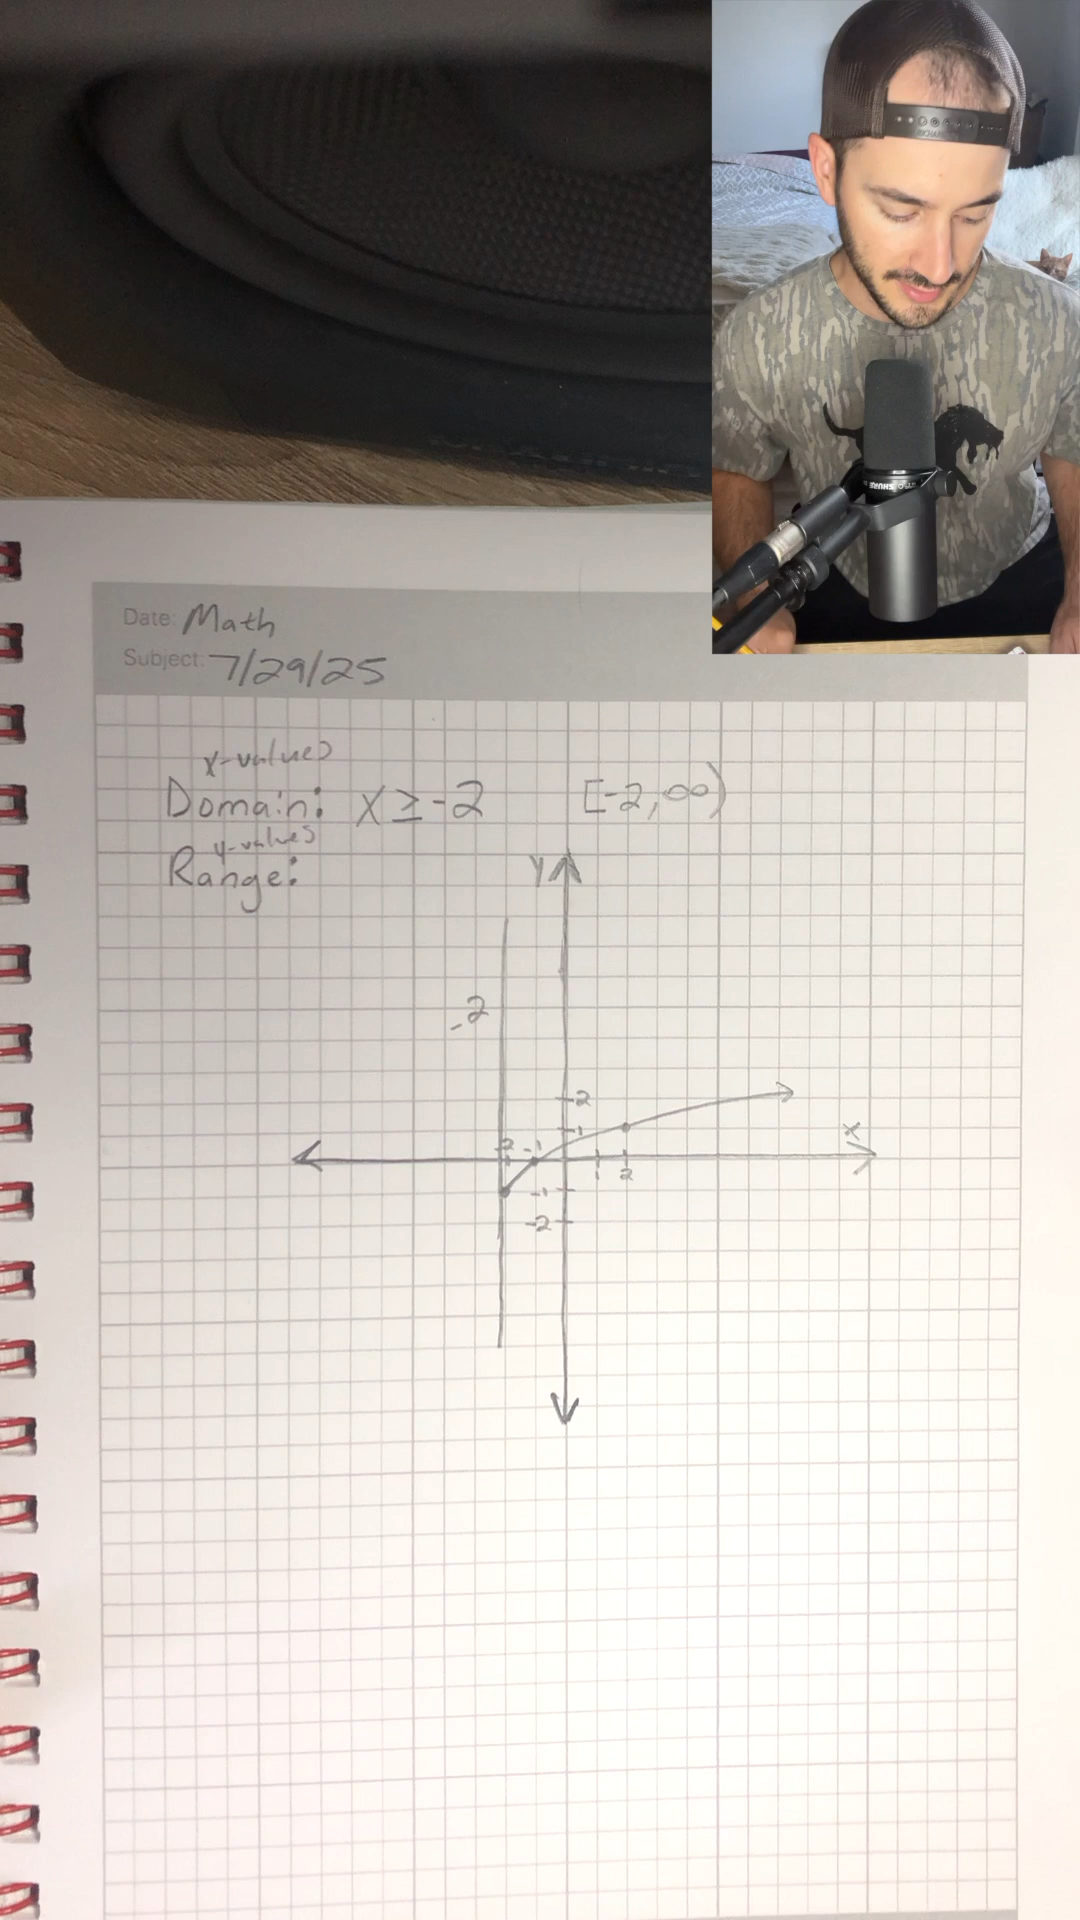 Date: Math
Subject: 7/29/25
x-values
Domain: X ≥ -2 [-2, ∞)
y-values
Range:
Y
-2
2
1
X
2 -1
1 2
-1
-2
SHURE